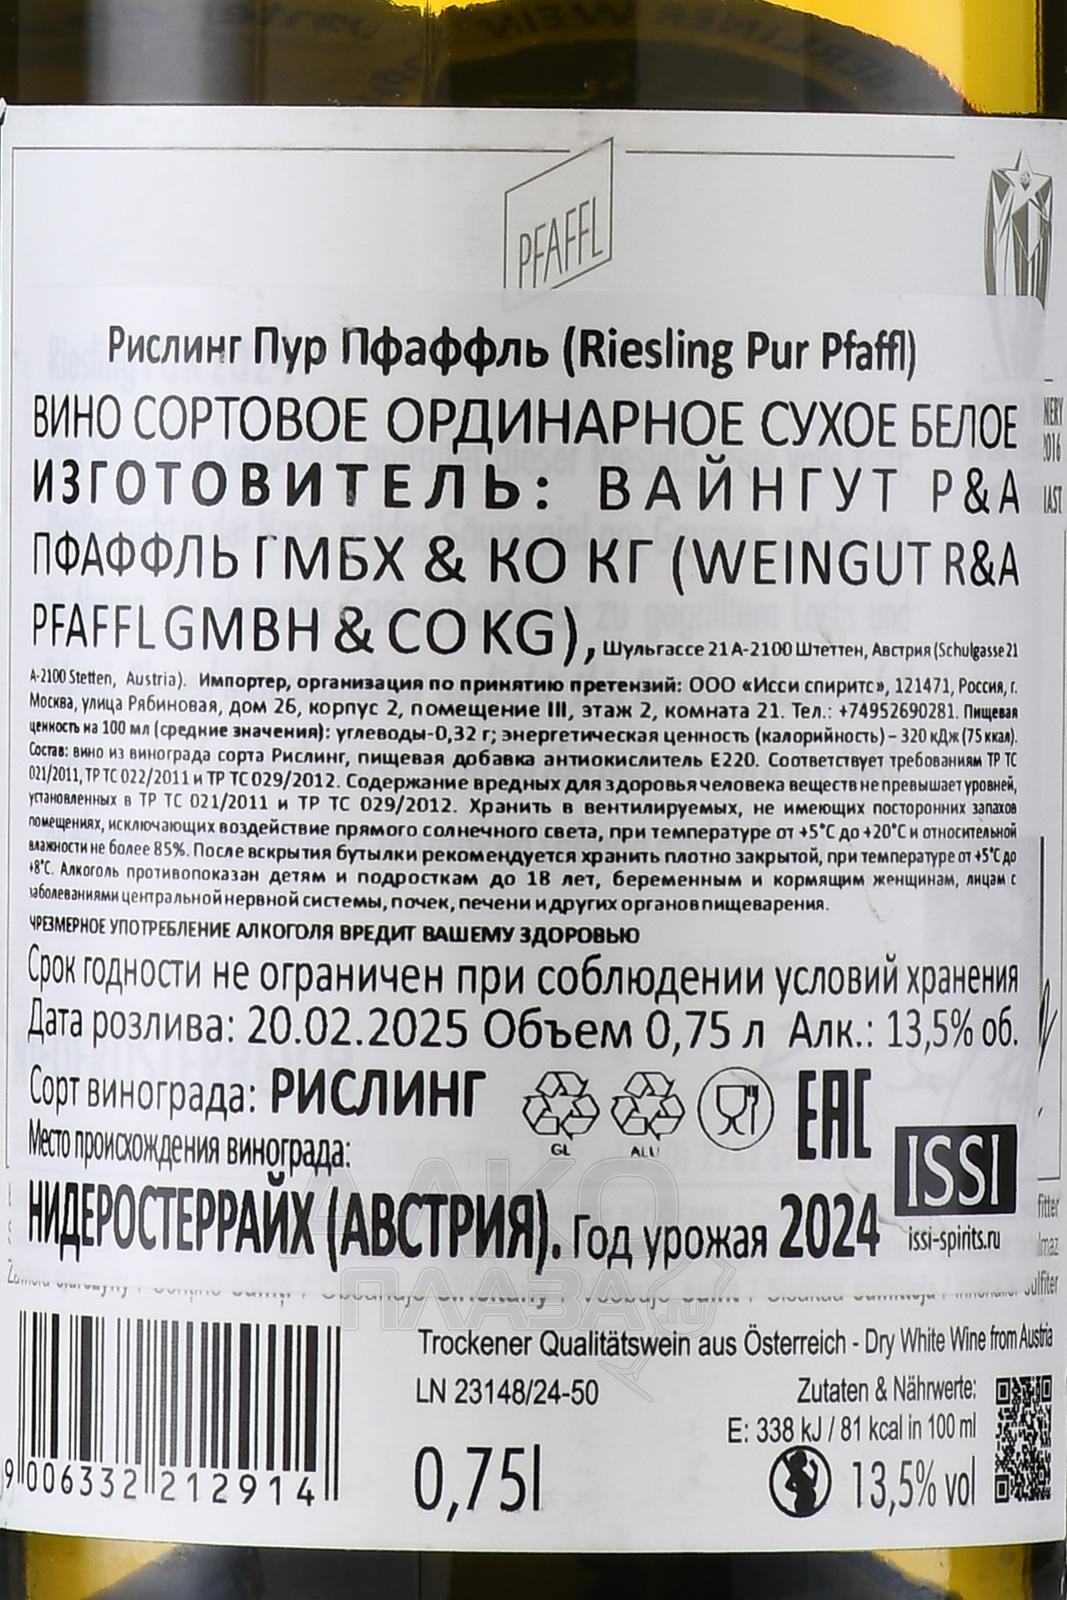 PFAFFL
Рислинг Пур Пфаффль (Riesling Pur Pfaffl)
ВИНО СОРТОВОЕ ОРДИНАРНОЕ СУХОЕ БЕЛОЕ
ИЗГОТОВИТЕЛЬ: ВАЙНГУТ Р&А
ПФАФФЛЬ ГМБХ & КО КГ (WEINGUT R&A
PFAFFL GMBH & CO KG), Шульгассе 21 А-2100 Штеттен, Австрия (Schulgasse 21
A-2100 Stetten, Austria). Импортер, организация по принятию претензий: ООО «Исси спиритс», 121471, Россия, г.
Москва, улица Рябиновая, дом 26, корпус 2, помещение III, этаж 2, комната 21. Тел.: +74952690281. Пищевая
ценность на 100 мл (средние значения): углеводы-0,32 г; энергетическая ценность (калорийность) – 320 кДж (75 ккал).
Состав: вино из винограда сорта Рислинг, пищевая добавка антиокислитель Е220. Соответствует требованиям ТР ТС
021/2011, ТР ТС 022/2011 и ТР ТС 029/2012. Содержание вредных для здоровья человека веществ не превышает уровней,
установленных в ТР ТС 021/2011 и ТР ТС 029/2012. Хранить в вентилируемых, не имеющих посторонних запахов
помещениях, исключающих воздействие прямого солнечного света, при температуре от +5°С до +20°С и относительной
влажности не более 85%. После вскрытия бутылки рекомендуется хранить плотно закрытой, при температуре от +5°С до
+8°С. Алкоголь противопоказан детям и подросткам до 18 лет, беременным и кормящим женщинам, лицам с
заболеваниями центральной нервной системы, почек, печени и других органов пищеварения.
ЧРЕЗМЕРНОЕ УПОТРЕБЛЕНИЕ АЛКОГОЛЯ ВРЕДИТ ВАШЕМУ ЗДОРОВЬЮ
Срок годности не ограничен при соблюдении условий хранения
Дата розлива: 20.02.2025 Объем 0,75 л Алк.: 13,5% об.
Сорт винограда: РИСЛИНГ
GL ALU EAC
Место происхождения винограда:
ISSI
НИДЕРОСТЕРРАЙХ (АВСТРИЯ). Год урожая 2024
issi-spirits.ru
АЛКО
ПЛАЗА.ru
Trockener Qualitätswein aus Österreich - Dry White Wine from Austria
LN 23148/24-50
Zutaten & Nährwerte:
E: 338 kJ / 81 kcal in 100 ml
0,75l
13,5% vol
9 006332 212914